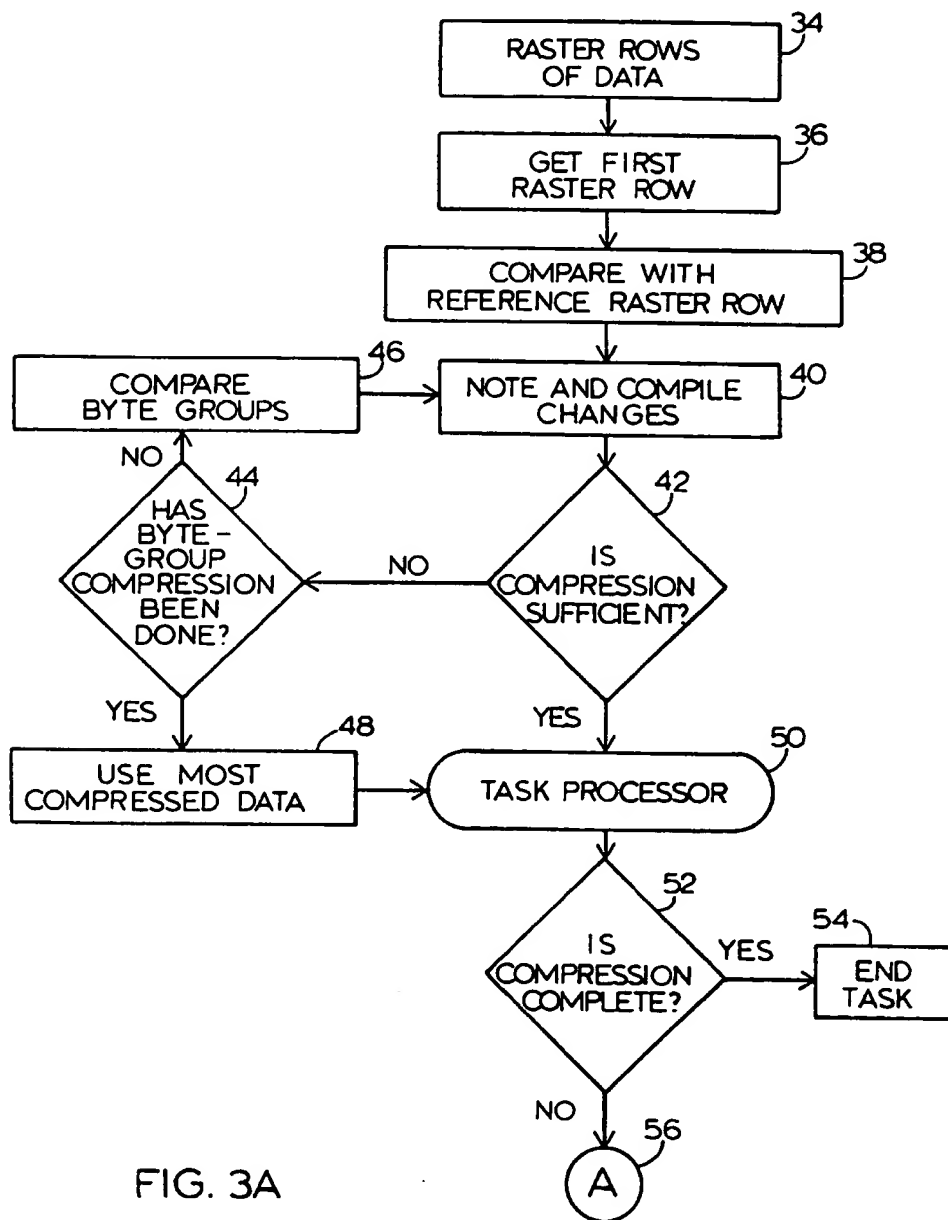 34
RASTER ROWS
OF DATA
36
GET FIRST
RASTER ROW
38
COMPARE WITH
REFERENCE RASTER ROW
46
COMPARE
BYTE GROUPS
40
NOTE AND COMPILE
CHANGES
NO
44
HAS
BYTE-
GROUP
COMPRESSION
BEEN
DONE?
NO
42
IS
COMPRESSION
SUFFICIENT?
YES
48
USE MOST
COMPRESSED DATA
YES
50
TASK PROCESSOR
52
IS
COMPRESSION
COMPLETE?
YES
54
END
TASK
NO
56
A
FIG. 3A